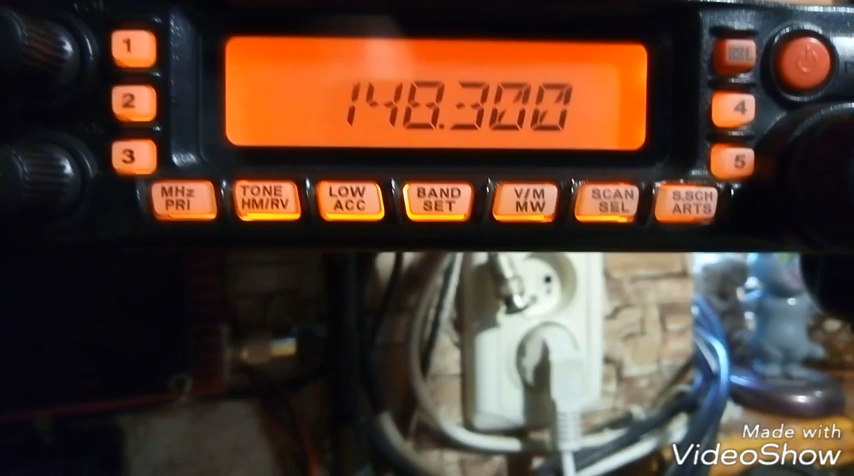 1
148.300
2
4
3
5
MHz
PRI
TONE
HM/RV
LOW
ACC
BAND
SET
V/M
MW
SCAN
SEL
S.SCH
ARTS
Made with
VideoShow